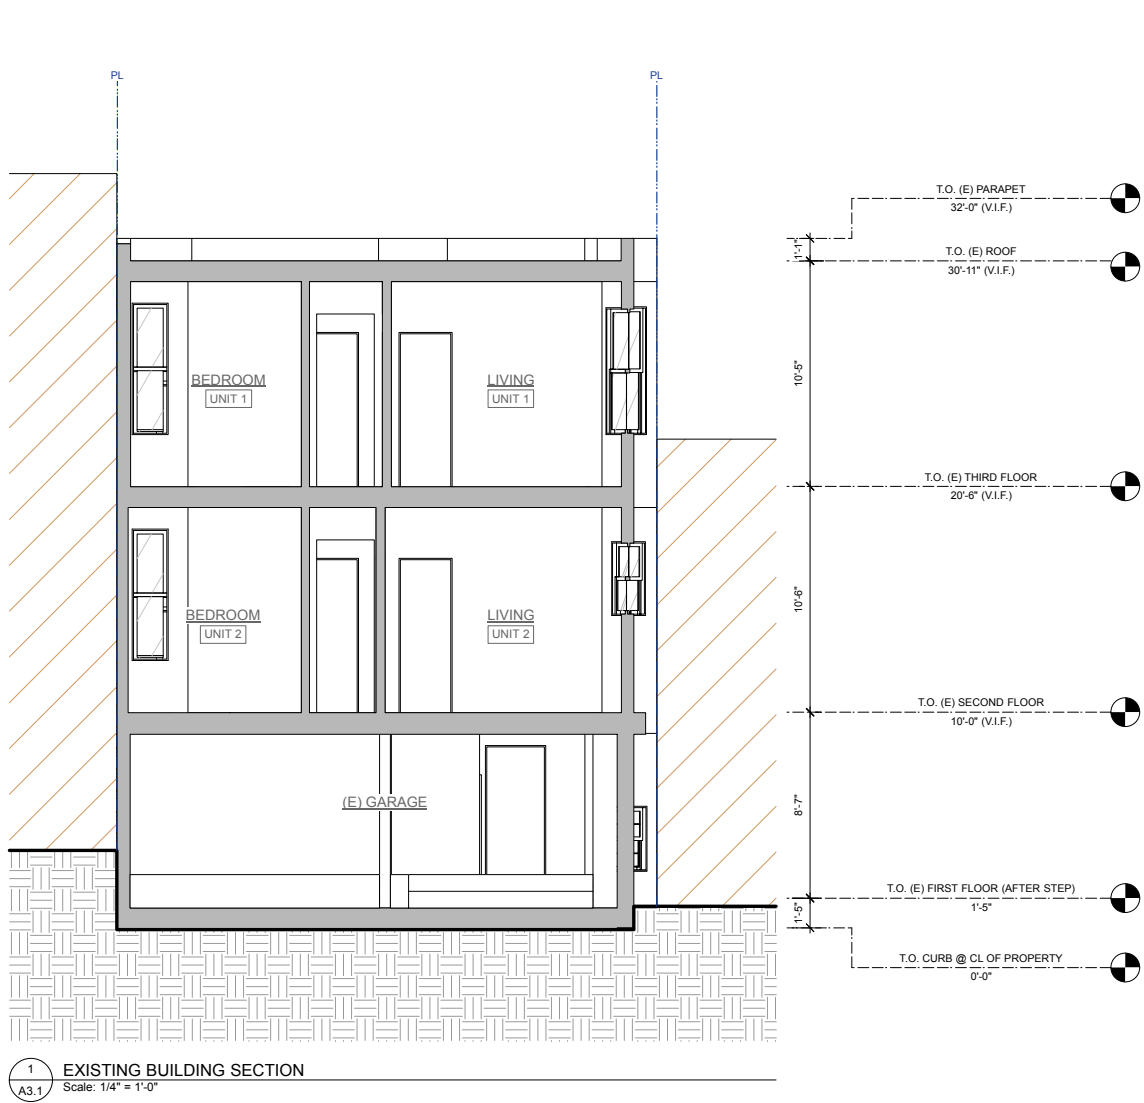 PL
PL
T.O. (E) PARAPET
32'-0" (V.I.F.)
1'-1"
T.O. (E) ROOF
30'-11" (V.I.F.)
10'-5"
BEDROOM
UNIT 1
LIVING
UNIT 1
T.O. (E) THIRD FLOOR
20'-6" (V.I.F.)
10'-6"
BEDROOM
UNIT 2
LIVING
UNIT 2
T.O. (E) SECOND FLOOR
10'-0" (V.I.F.)
8'-7"
(E) GARAGE
T.O. (E) FIRST FLOOR (AFTER STEP)
1'-5"
1'-5"
T.O. CURB @ CL OF PROPERTY
0'-0"
1
A3.1
EXISTING BUILDING SECTION
Scale: 1/4" = 1'-0"